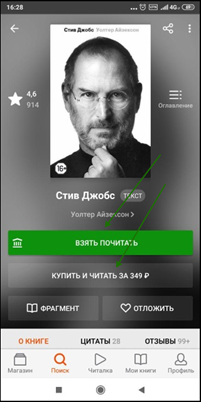 16:28
4G
Стив Джобс Уолтер Айзексон
16+
4,6
914
Оглавление
Стив Джобс ТЕКСТ
Уолтер Айзексон >
ВЗЯТЬ ПОЧИТАТЬ
КУПИТЬ И ЧИТАТЬ ЗА 349 ₽
ФРАГМЕНТ
ОТЛОЖИТЬ
О КНИГЕ ЦИТАТЫ 28 ОТЗЫВЫ 99+
Магазин Поиск Читалка Мои книги Профиль